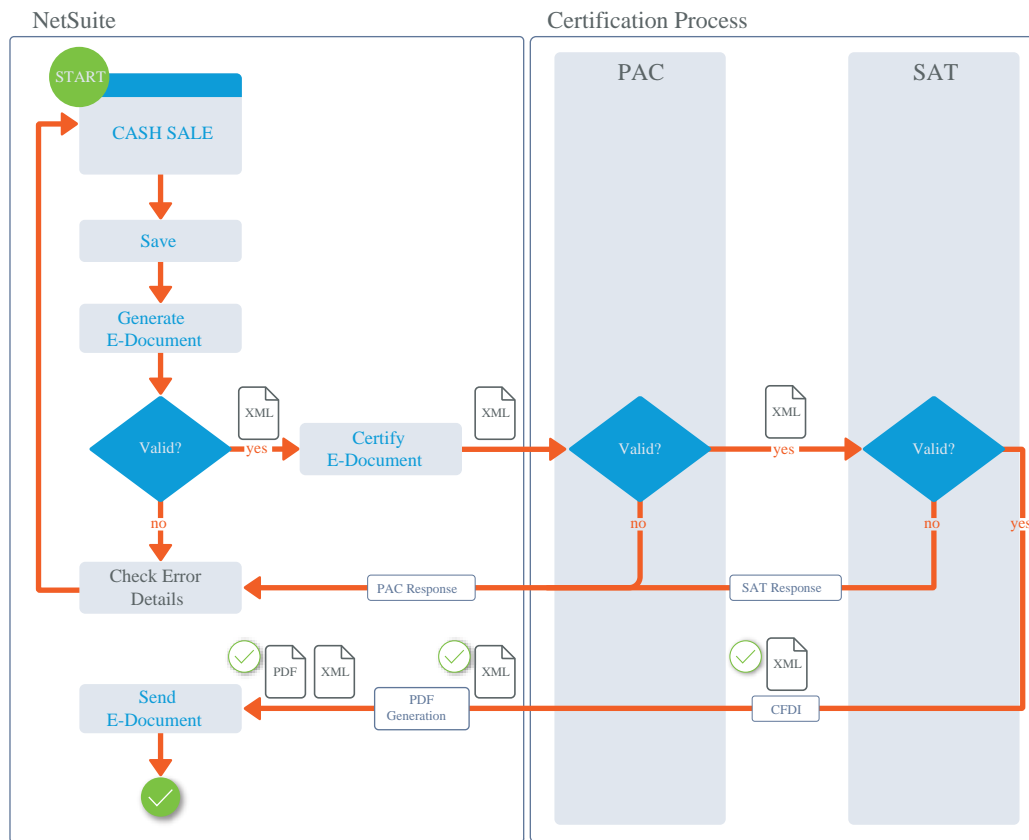 NetSuite
Certification Process
PAC
SAT
START
CASH SALE
Save
Generate
E-Document
XML
XML
XML
Valid?
yes
Certify
E-Document
Valid?
yes
Valid?
no
no
no
yes
Check Error
Details
PAC Response
SAT Response
PDF
XML
XML
XML
Send
E-Document
PDF
Generation
CFDI